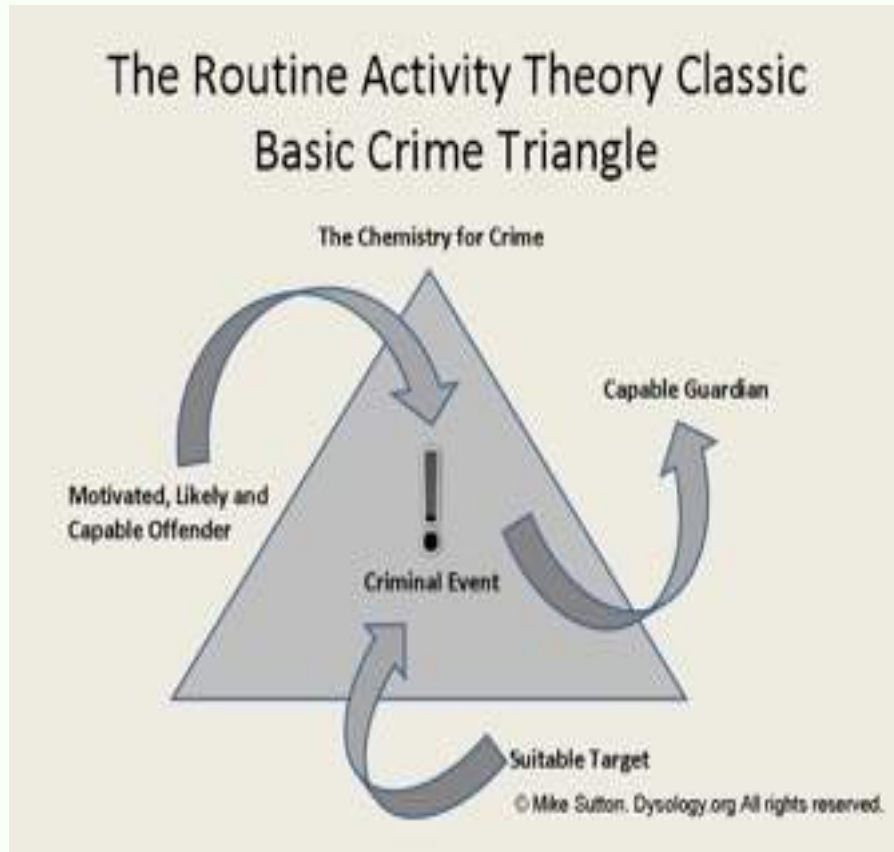 The Routine Activity Theory Classic
Basic Crime Triangle
The Chemistry for Crime
Capable Guardian
Motivated, Likely and
Capable Offender
!
Criminal Event
Suitable Target
© Mike Sutton. Dysology.org All rights reserved.